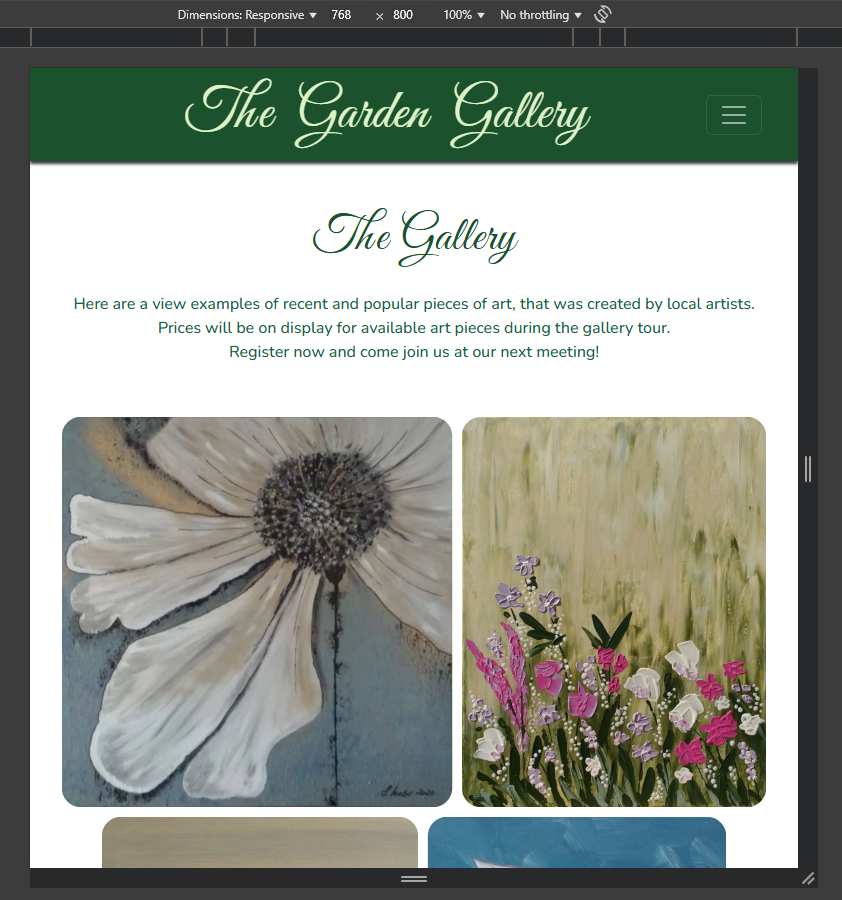 Dimensions: Responsive ▼ 768 × 800 100% ▼ No throttling ▼
The Garden Gallery
The Gallery
Here are a view examples of recent and popular pieces of art, that was created by local artists.
Prices will be on display for available art pieces during the gallery tour.
Register now and come join us at our next meeting!